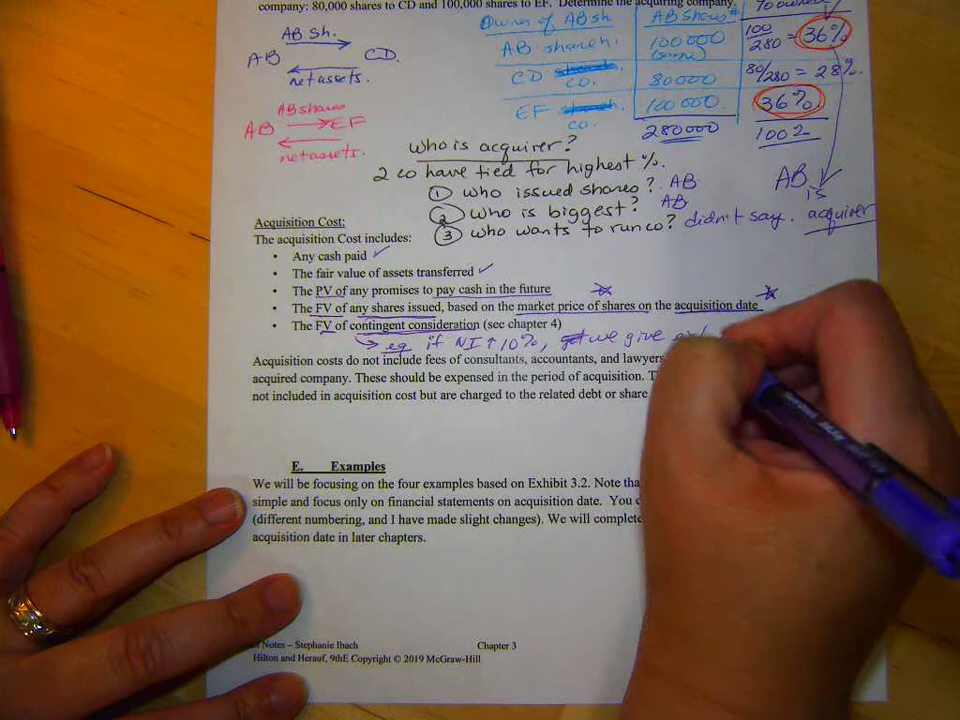 company: 80,000 shares to CD and 100,000 shares to EF. Determine the acquiring company.
Owner of AB sh. AB Shares #
AB Sh.
AB CD.
net assets.
AB shareh. 100 000 100/280 = 36%
CD co. 80 000 80/280 = 28%.
EF co. 100 000 36%
280 000 100%
AB shares
AB EF
net assets.
Who is acquirer?
2 co have tied for highest %.
① who issued shares? AB
② who is biggest? AB
③ who wants to run co? didn't say.
AB is acquirer
Acquisition Cost:
The acquisition Cost includes:
• Any cash paid ✓
• The fair value of assets transferred ✓
• The PV of any promises to pay cash in the future
• The FV of any shares issued, based on the market price of shares on the acquisition date
• The FV of contingent consideration (see chapter 4)
eg if NI ↑ 10%, we give
Acquisition costs do not include fees of consultants, accountants, and lawyers
acquired company. These should be expensed in the period of acquisition.
not included in acquisition cost but are charged to the related debt or share
E. Examples
We will be focusing on the four examples based on Exhibit 3.2. Note
simple and focus only on financial statements on acquisition date. You
(different numbering, and I have made slight changes). We will complete
acquisition date in later chapters.
Notes – Stephanie Ibach Chapter 3
Hilton and Herauf, 9thE Copyright © 2019 McGraw-Hill